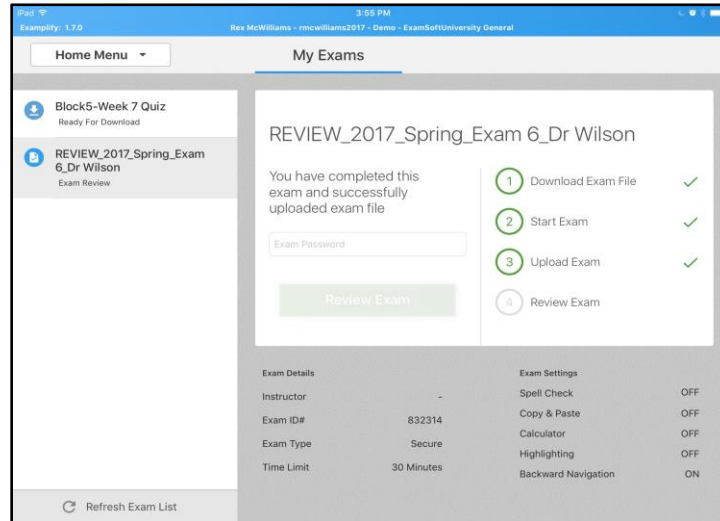 iPad
3:55 PM
Examplify: 1.7.0
Rex McWilliams - rmcwilliams2017 - Demo - ExamSoftUniversity General
Home Menu
My Exams
Block5-Week 7 Quiz
Ready For Download
REVIEW_2017_Spring_Exam
6_Dr Wilson
Exam Review
Refresh Exam List
REVIEW_2017_Spring_Exam 6_Dr Wilson
You have completed this
exam and successfully
uploaded exam file
Exam Password
Review Exam
1 Download Exam File
2 Start Exam
3 Upload Exam
4 Review Exam
Exam Details
Instructor -
Exam ID# 832314
Exam Type Secure
Time Limit 30 Minutes
Exam Settings
Spell Check OFF
Copy & Paste OFF
Calculator OFF
Highlighting OFF
Backward Navigation ON